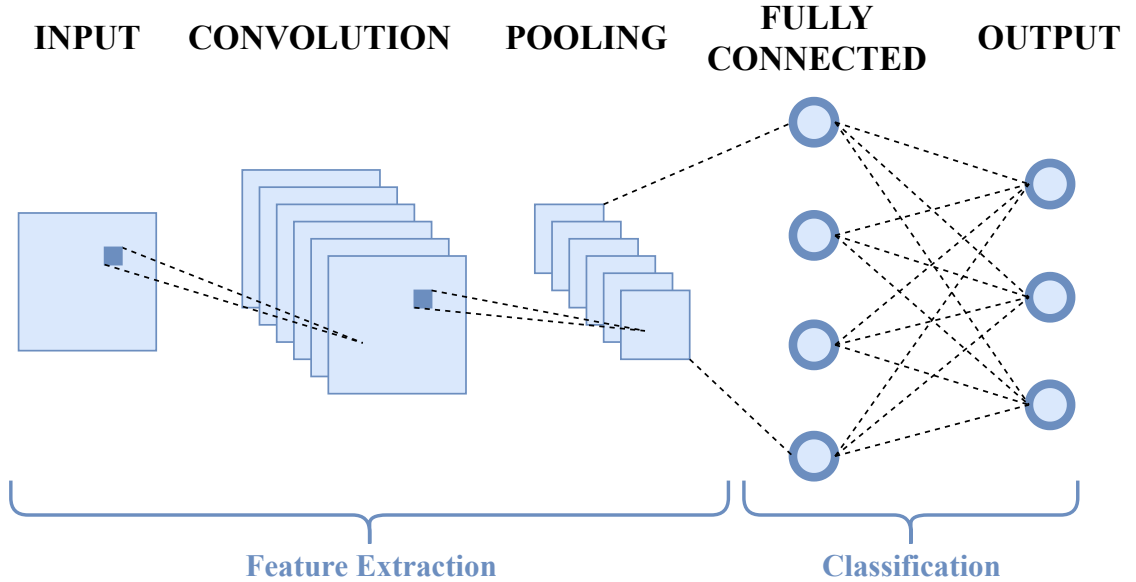 INPUT
CONVOLUTION
POOLING
FULLY
CONNECTED
OUTPUT
Feature Extraction
Classification